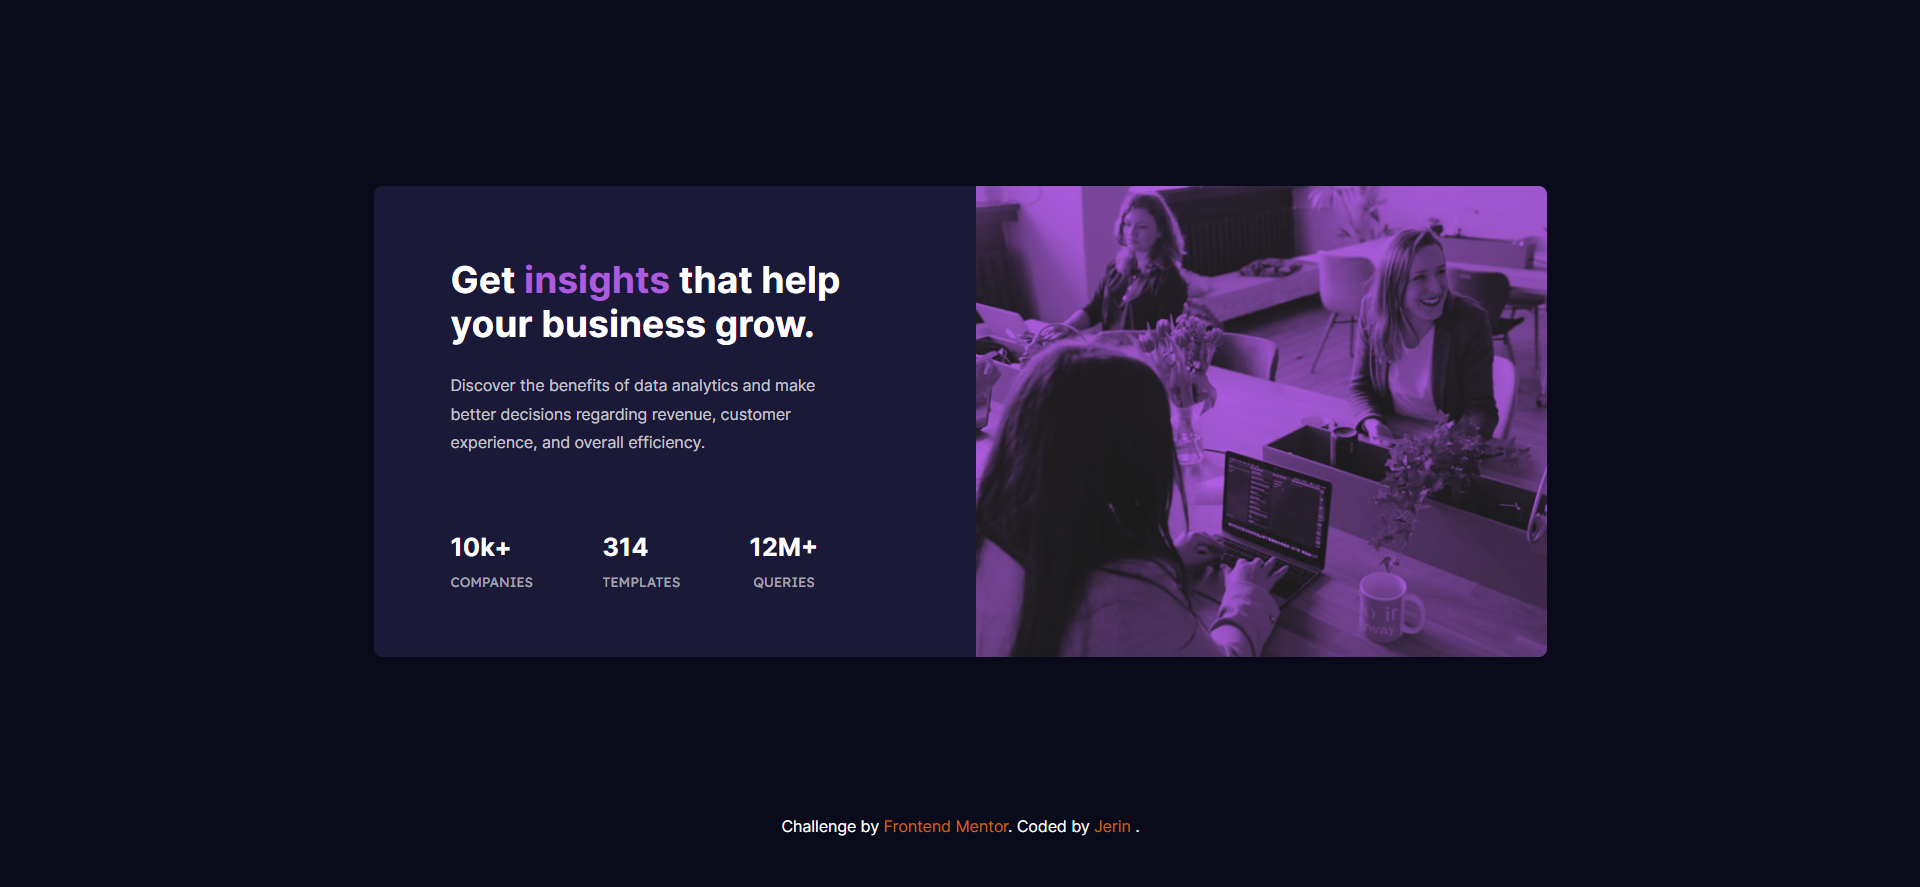 Get insights that help
your business grow.
Discover the benefits of data analytics and make
better decisions regarding revenue, customer
experience, and overall efficiency.
10k+ 314 12M+
COMPANIES TEMPLATES QUERIES
Challenge by Frontend Mentor. Coded by Jerin .